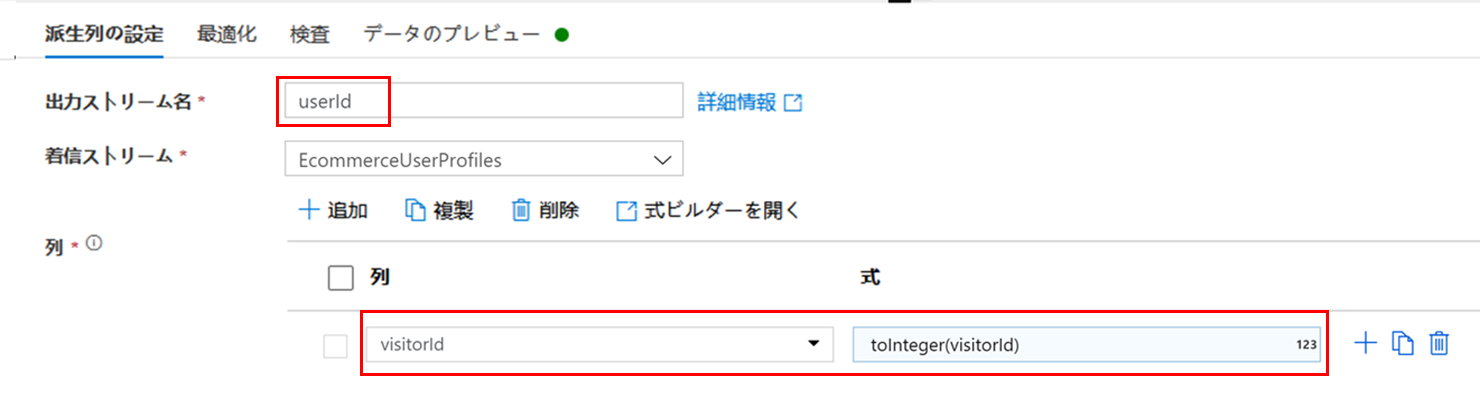 派生列の設定 最適化 検査 データのプレビュー
出力ストリーム名 * userId 詳細情報
着信ストリーム * EcommerceUserProfiles
追加 複製 削除 式ビルダーを開く
列 *
列 式
visitorId toInteger(visitorId) 123